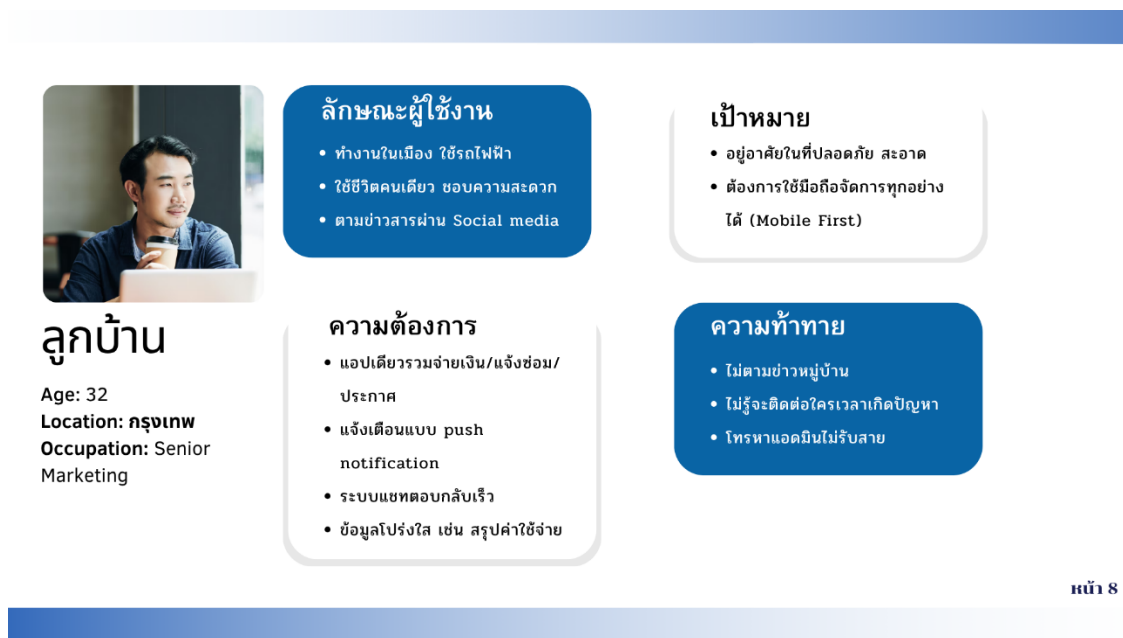 ลักษณะผู้ใช้งาน
• ทำงานในเมือง ใช้รถไฟฟ้า
• ใช้ชีวิตคนเดียว ชอบความสะดวก
• ตามข่าวสารผ่าน Social media
เป้าหมาย
• อยู่อาศัยในที่ปลอดภัย สะอาด
• ต้องการใช้มือถือจัดการทุกอย่าง
ได้ (Mobile First)
ลูกบ้าน
Age: 32
Location: กรุงเทพ
Occupation: Senior
Marketing
ความต้องการ
• แอปเดียวรวมจ่ายเงิน/แจ้งซ่อม/
ประกาศ
• แจ้งเตือนแบบ push
notification
• ระบบแชทตอบกลับเร็ว
• ข้อมูลโปร่งใส เช่น สรุปค่าใช้จ่าย
ความท้าทาย
• ไม่ตามข่าวหมู่บ้าน
• ไม่รู้จะติดต่อใครเวลาเกิดปัญหา
• โทรหาแอดมินไม่รับสาย
หน้า 8